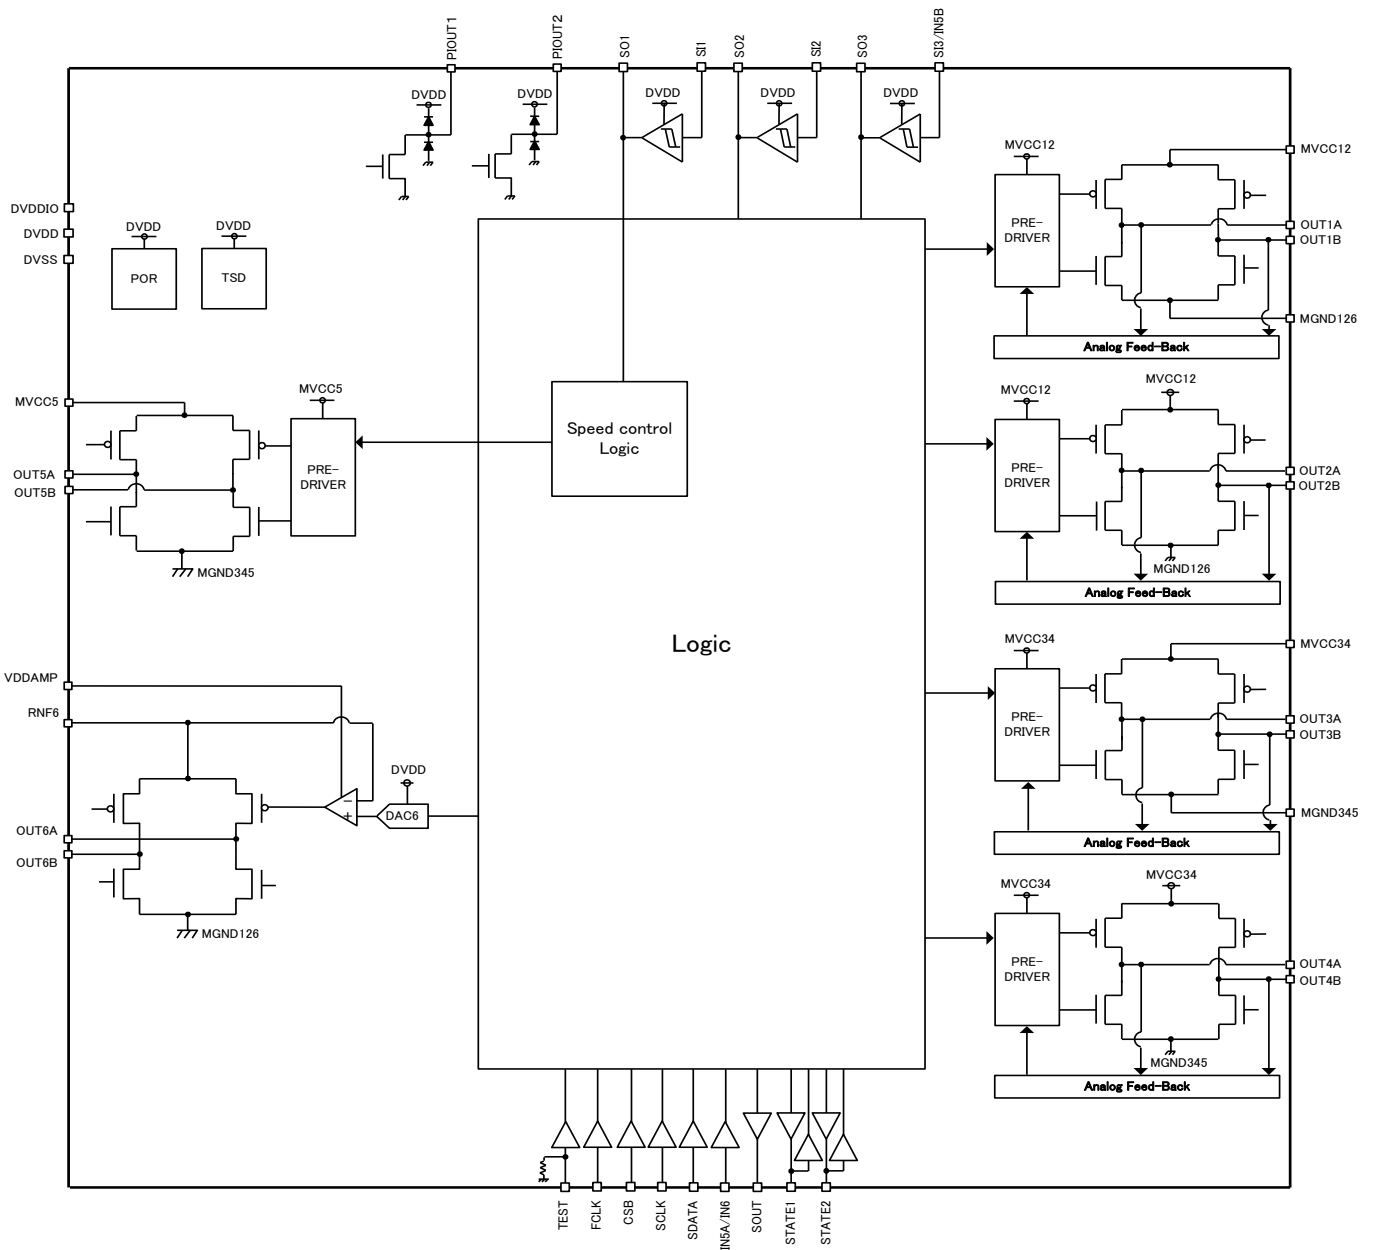 PIOUT1
PIOUT2
SO1
SI1
SO2
SI2
SO3
SI3/IN5B
DVDD
DVDD
DVDD
DVDD
DVDD
DVDDIO
DVDD
DVSS
DVDD
POR
DVDD
TSD
MVCC12
PRE-
DRIVER
MVCC12
OUT1A
OUT1B
MGND126
Analog Feed-Back
MVCC5
OUT5A
OUT5B
MVCC5
PRE-
DRIVER
MGND345
Speed control
Logic
MVCC12
PRE-
DRIVER
MVCC12
OUT2A
OUT2B
MGND126
Analog Feed-Back
Logic
VDDAMP
RNF6
OUT6A
OUT6B
DVDD
DAC6
−
+
MGND126
MVCC34
PRE-
DRIVER
MVCC34
OUT3A
OUT3B
MGND345
Analog Feed-Back
MVCC34
PRE-
DRIVER
MVCC34
OUT4A
OUT4B
MGND345
Analog Feed-Back
TEST
FCLK
CSB
SCLK
SDATA
IN5A/IN6
SOUT
STATE1
STATE2